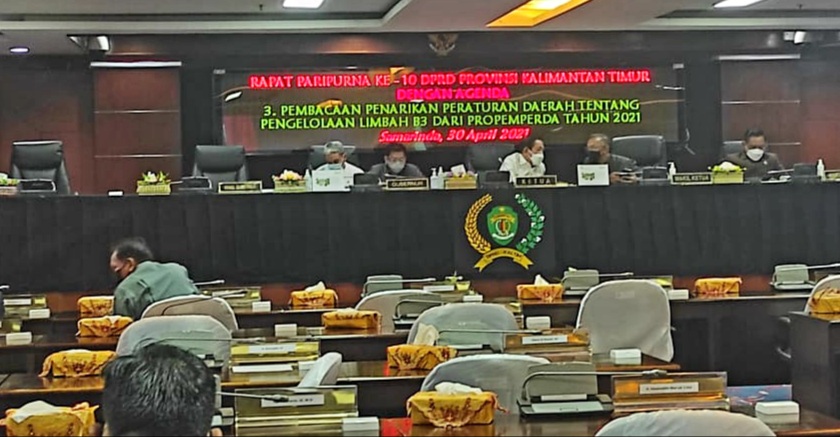 RAPAT PARIPURNA KE-10 DPRD PROVINSI KALIMANTAN TIMUR
DENGAN AGENDA
3. PEMBACAAN PENARIKAN PERATURAN DAERAH TENTANG
PENGELOLAAN LIMBAH B3 DARI PROPEMPERDA TAHUN 2021
Samarinda, 30 April 2021
GUBERNUR
KETUA
WAKIL KETUA